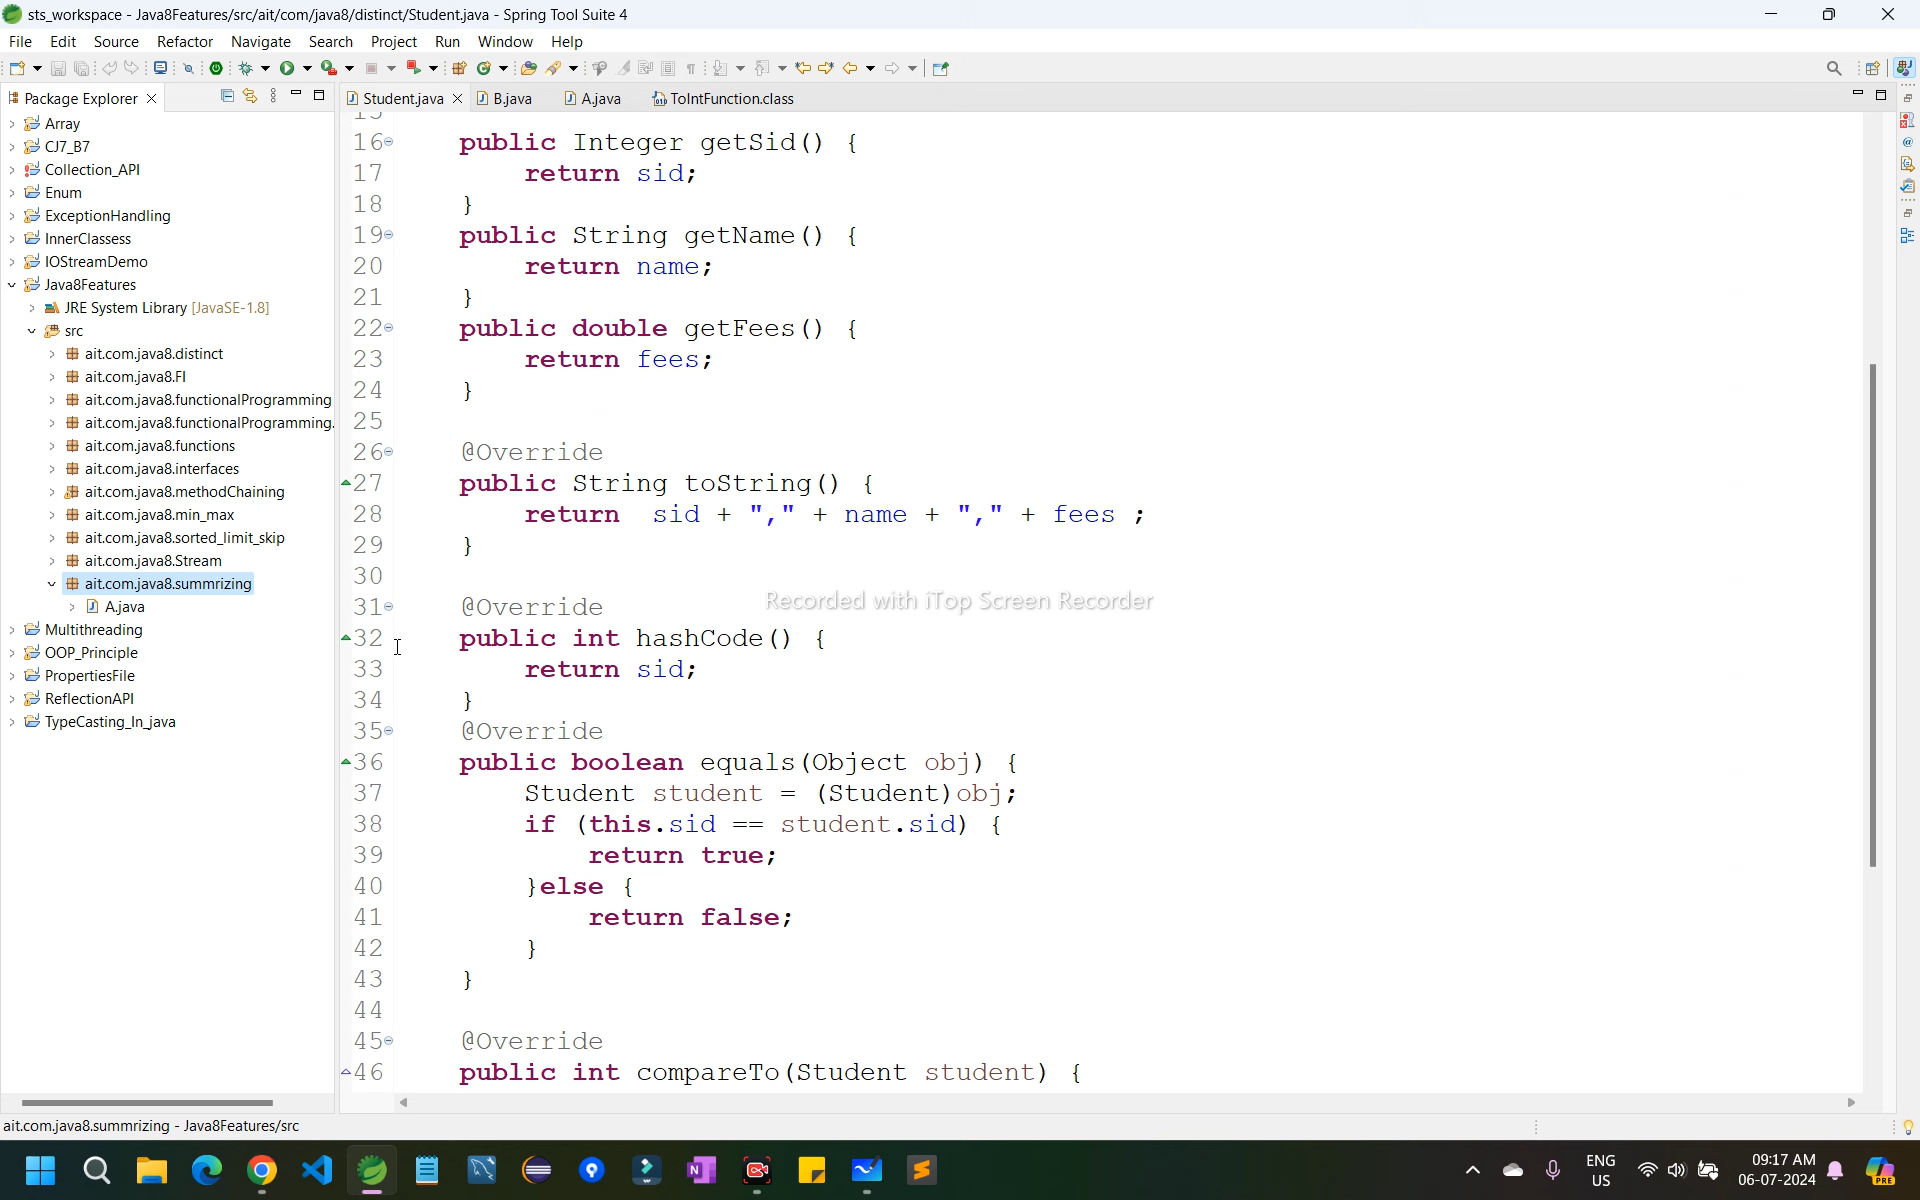 sts_workspace - Java8Features/src/ait/com/java8/distinct/Student.java - Spring Tool Suite 4
File Edit Source Refactor Navigate Search Project Run Window Help
Package Explorer
Array
CJ7_B7
Collection_API
Enum
ExceptionHandling
InnerClassess
IOStreamDemo
Java8Features
JRE System Library [JavaSE-1.8]
src
ait.com.java8.distinct
ait.com.java8.FI
ait.com.java8.functionalProgramming
ait.com.java8.functionalProgramming.
ait.com.java8.functions
ait.com.java8.interfaces
ait.com.java8.methodChaining
ait.com.java8.min_max
ait.com.java8.sorted_limit_skip
ait.com.java8.Stream
ait.com.java8.summrizing
A.java
Multithreading
OOP_Principle
PropertiesFile
ReflectionAPI
TypeCasting_In_java
Student.java B.java A.java ToIntFunction.class
16 public Integer getSid() {
17 return sid;
18 }
19 public String getName() {
20 return name;
21 }
22 public double getFees() {
23 return fees;
24 }
25
26 @Override
27 public String toString() {
28 return sid + "," + name + "," + fees ;
29 }
30
31 @Override
32 public int hashCode() {
33 return sid;
34 }
35 @Override
36 public boolean equals(Object obj) {
37 Student student = (Student)obj;
38 if (this.sid == student.sid) {
39 return true;
40 }else {
41 return false;
42 }
43 }
44
45 @Override
46 public int compareTo(Student student) {
Recorded with iTop Screen Recorder
ait.com.java8.summrizing - Java8Features/src
ENG
US
09:17 AM
06-07-2024
PRE